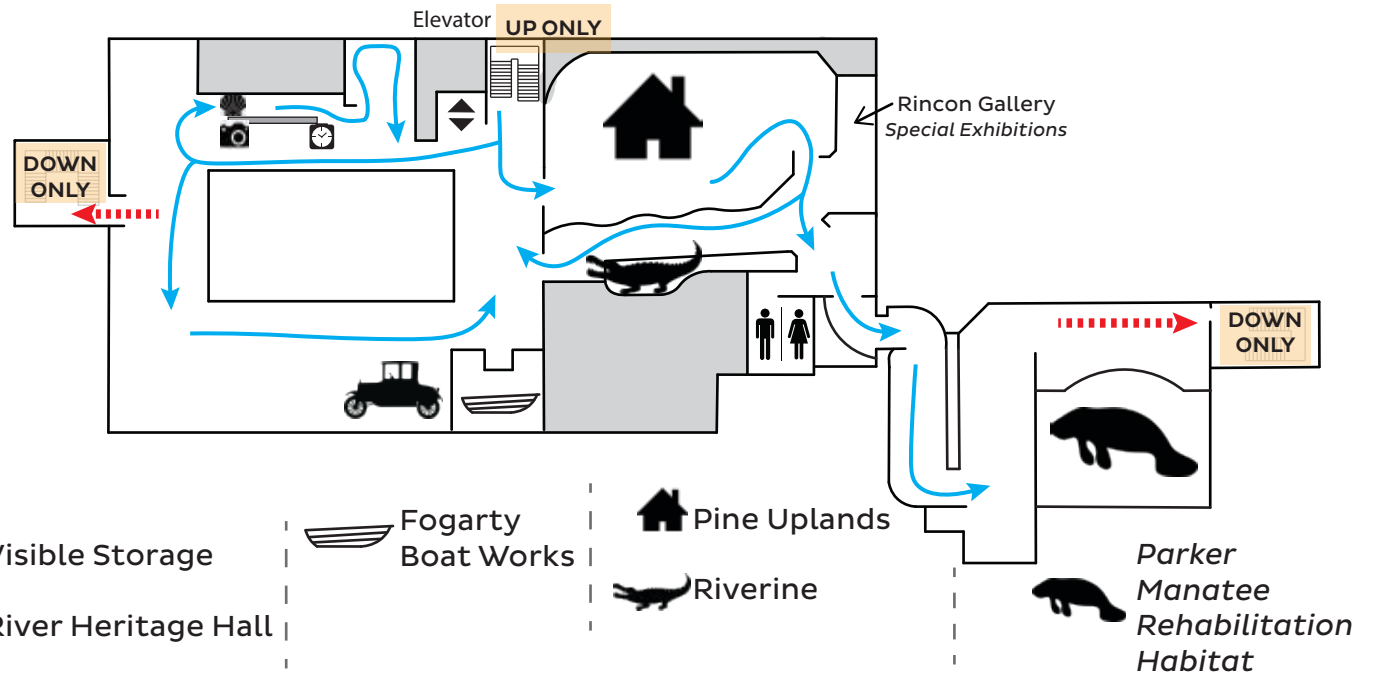 Elevator
UP ONLY
Rincon Gallery
Special Exhibitions
DOWN
ONLY
DOWN
ONLY
Visible Storage
River Heritage Hall
Fogarty
Boat Works
Pine Uplands
Riverine
Parker
Manatee
Rehabilitation
Habitat